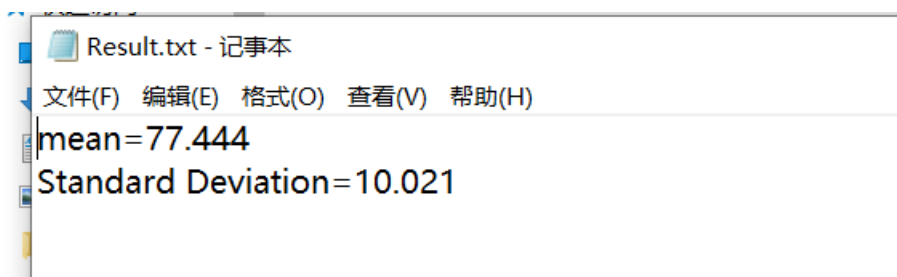 Result.txt - 记事本
文件(F) 编辑(E) 格式(O) 查看(V) 帮助(H)
mean=77.444
Standard Deviation=10.021